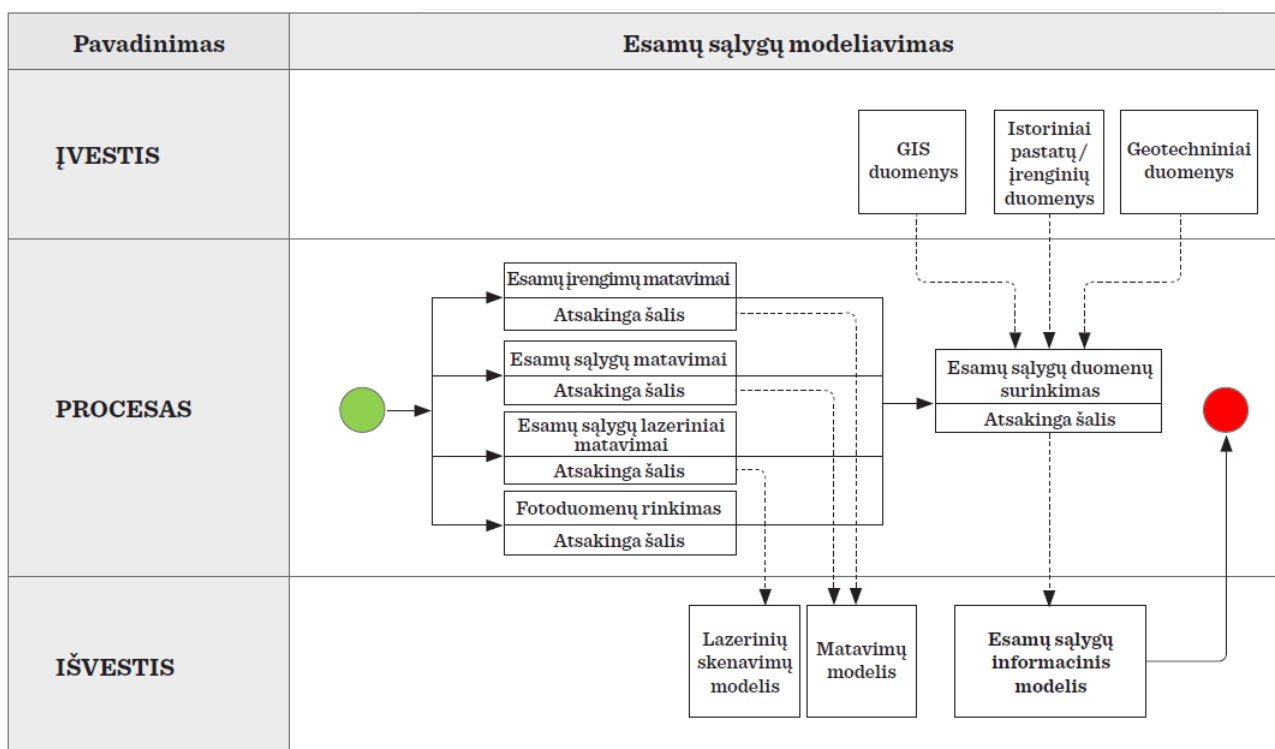 Pavadinimas
Esamų sąlygų modeliavimas
ĮVESTIS
GIS
duomenys
Istoriniai
pastatų/
įrenginių
duomenys
Geotechniniai
duomenys
PROCESAS
Esamų įrengimų matavimai
Atsakinga šalis
Esamų sąlygų matavimai
Atsakinga šalis
Esamų sąlygų lazeriniai
matavimai
Atsakinga šalis
Fotoduomenų rinkimas
Atsakinga šalis
Esamų sąlygų duomenų
surinkimas
Atsakinga šalis
IŠVESTIS
Lazerinių
skenavimų
modelis
Matavimų
modelis
Esamų sąlygų
informacinis
modelis